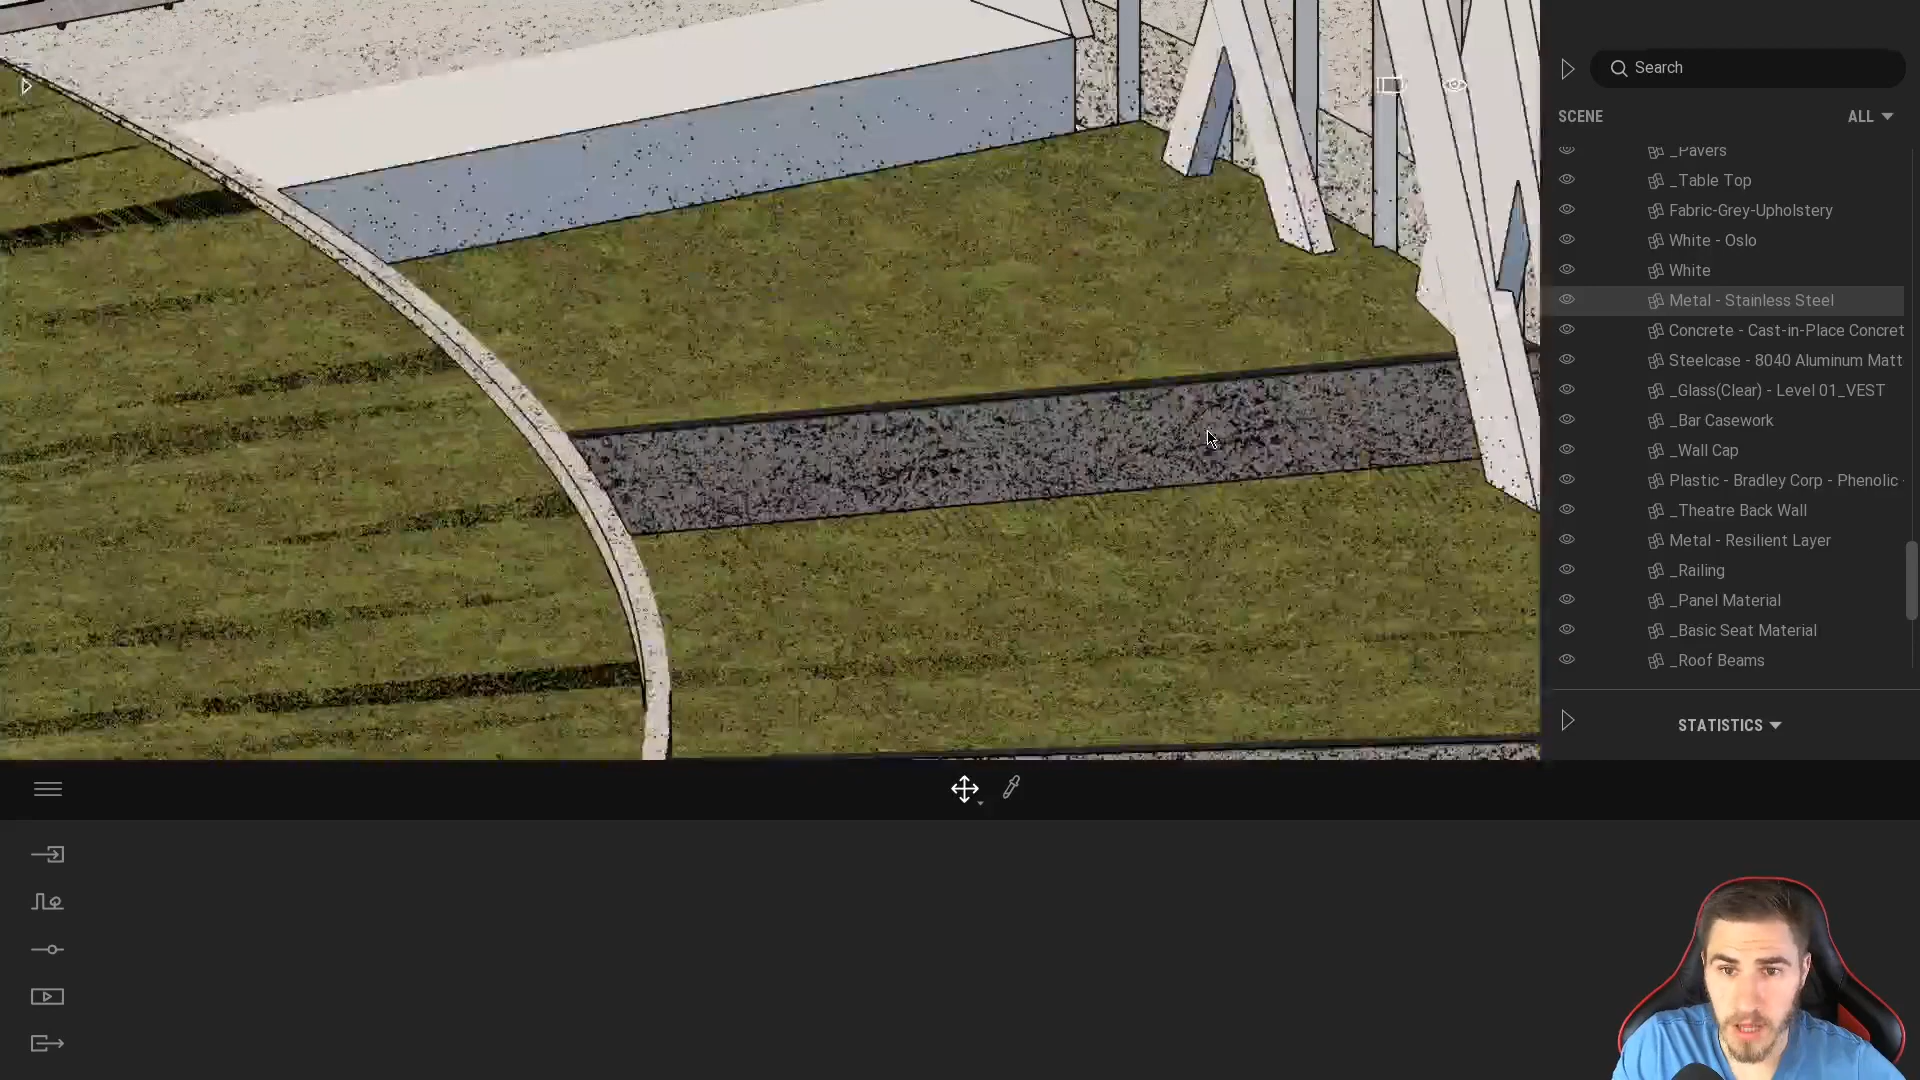 Search
SCENE
ALL
_Pavers
_Table Top
Fabric-Grey-Upholstery
White - Oslo
White
Metal - Stainless Steel
Concrete - Cast-in-Place Concret
Steelcase - 8040 Aluminum Matt
_Glass(Clear) - Level 01_VEST
_Bar Casework
_Wall Cap
Plastic - Bradley Corp - Phenolic -
_Theatre Back Wall
Metal - Resilient Layer
_Railing
_Panel Material
_Basic Seat Material
_Roof Beams
STATISTICS